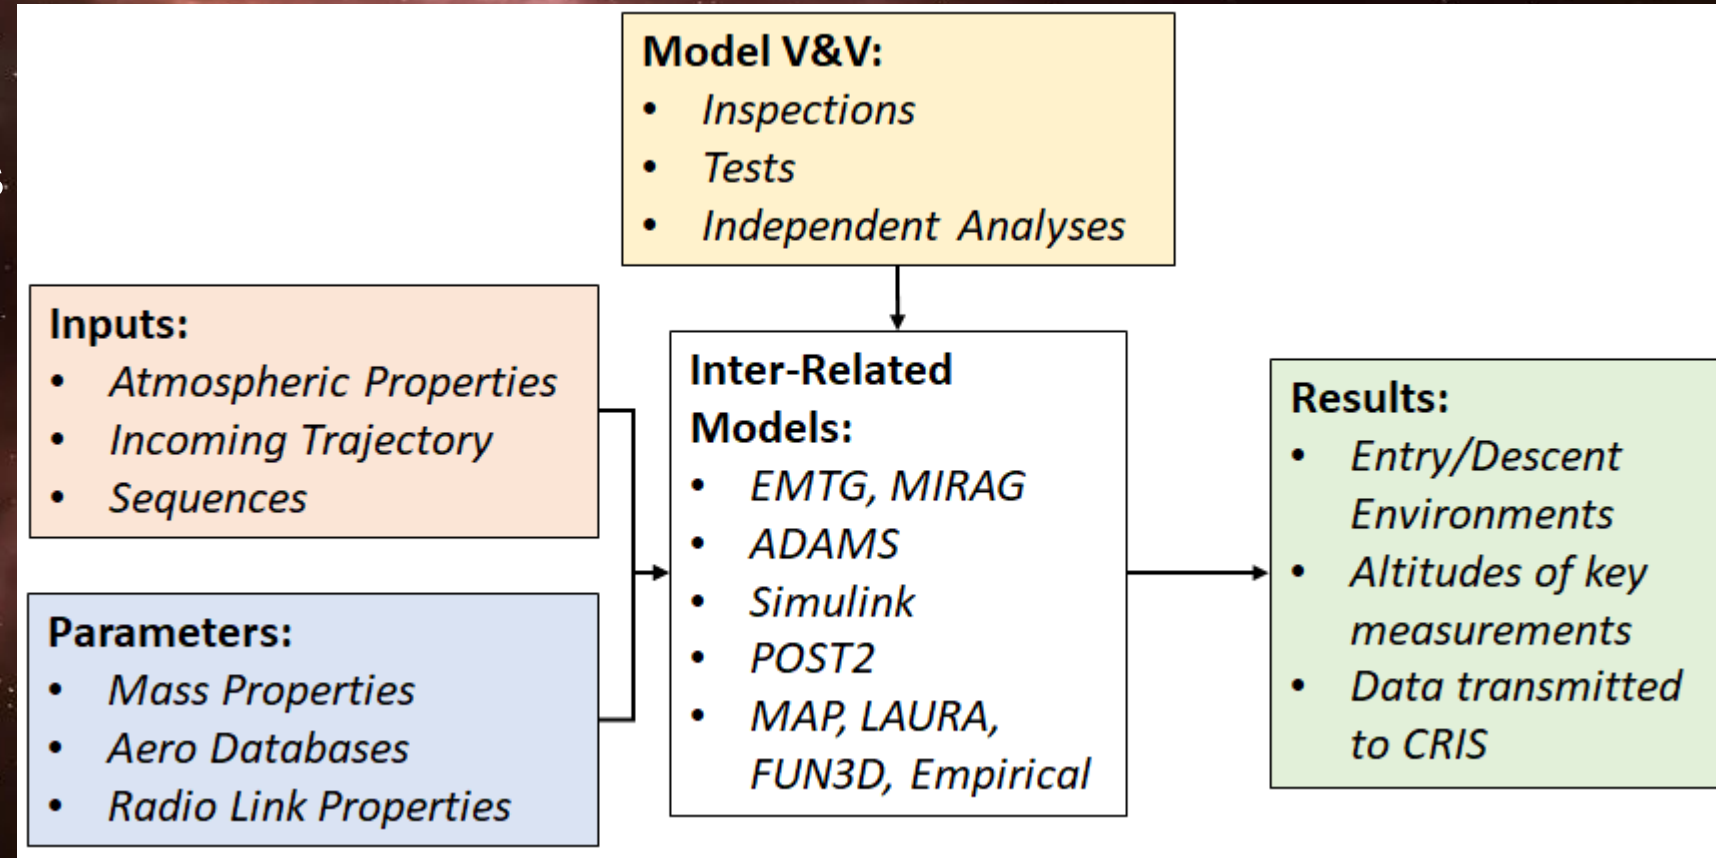 Model V&V:
• Inspections
• Tests
• Independent Analyses
Inputs:
• Atmospheric Properties
• Incoming Trajectory
• Sequences
Parameters:
• Mass Properties
• Aero Databases
• Radio Link Properties
Inter-Related
Models:
• EMTG, MIRAG
• ADAMS
• Simulink
• POST2
• MAP, LAURA,
FUN3D, Empirical
Results:
• Entry/Descent
Environments
• Altitudes of key
measurements
• Data transmitted
to CRIS